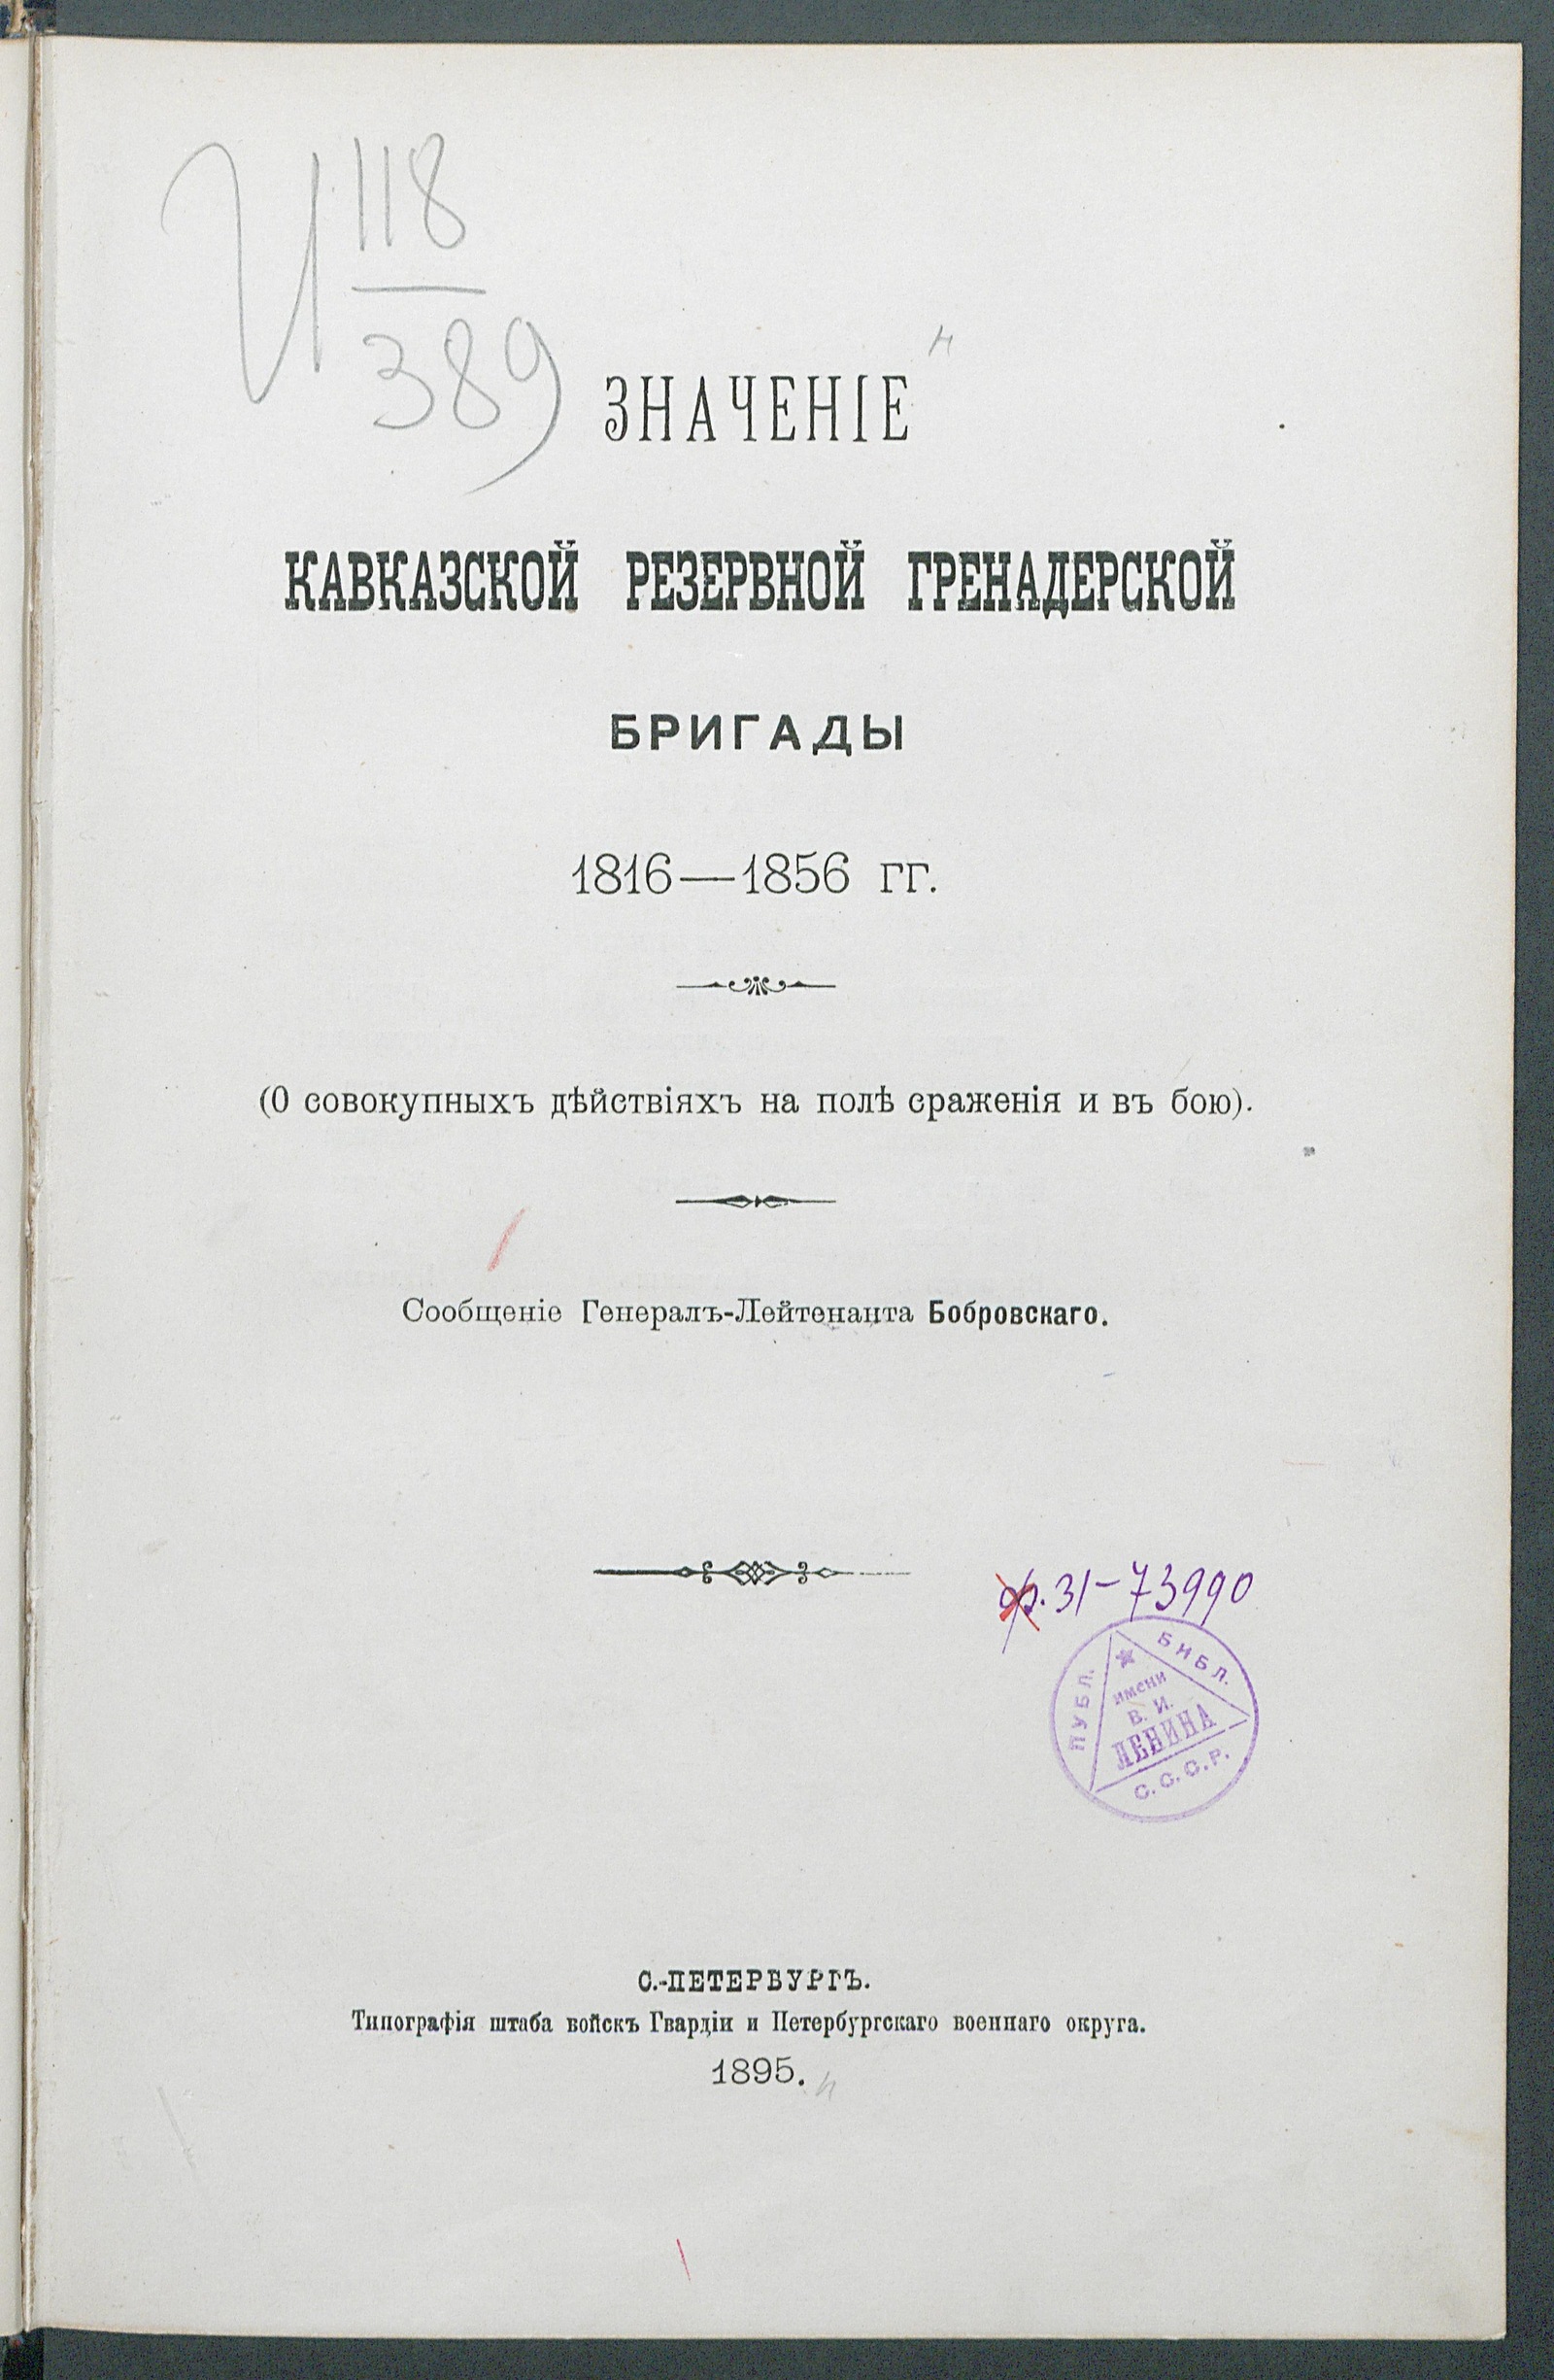 И 118
389
ЗНАЧЕНІЕ
КАВКАЗСКОЙ РЕЗЕРВНОЙ ГРЕНАДЕРСКОЙ
БРИГАДЫ
1816—1856 гг.
(О совокупныхъ дѣйствіяхъ на полѣ сраженія и въ бою).
Сообщеніе Генералъ-Лейтенанта Бобровскаго.
ф. 31-73990
ПУБЛ. БИБЛ.
имени
В. И.
ЛЕНИНА
С. С. С. Р.
С.-ПЕТЕРБУРГЪ.
Типографія штаба войскъ Гвардіи и Петербургскаго военнаго округа.
1895.